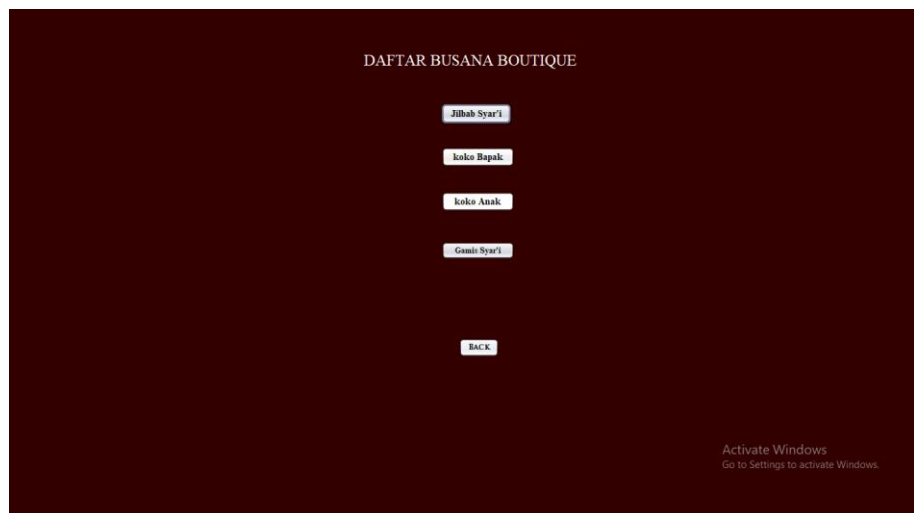 DAFTAR BUSANA BOUTIQUE
Jilbab Syar'i
koko Bapak
koko Anak
Gamis Syar'i
BACK
Activate Windows
Go to Settings to activate Windows.